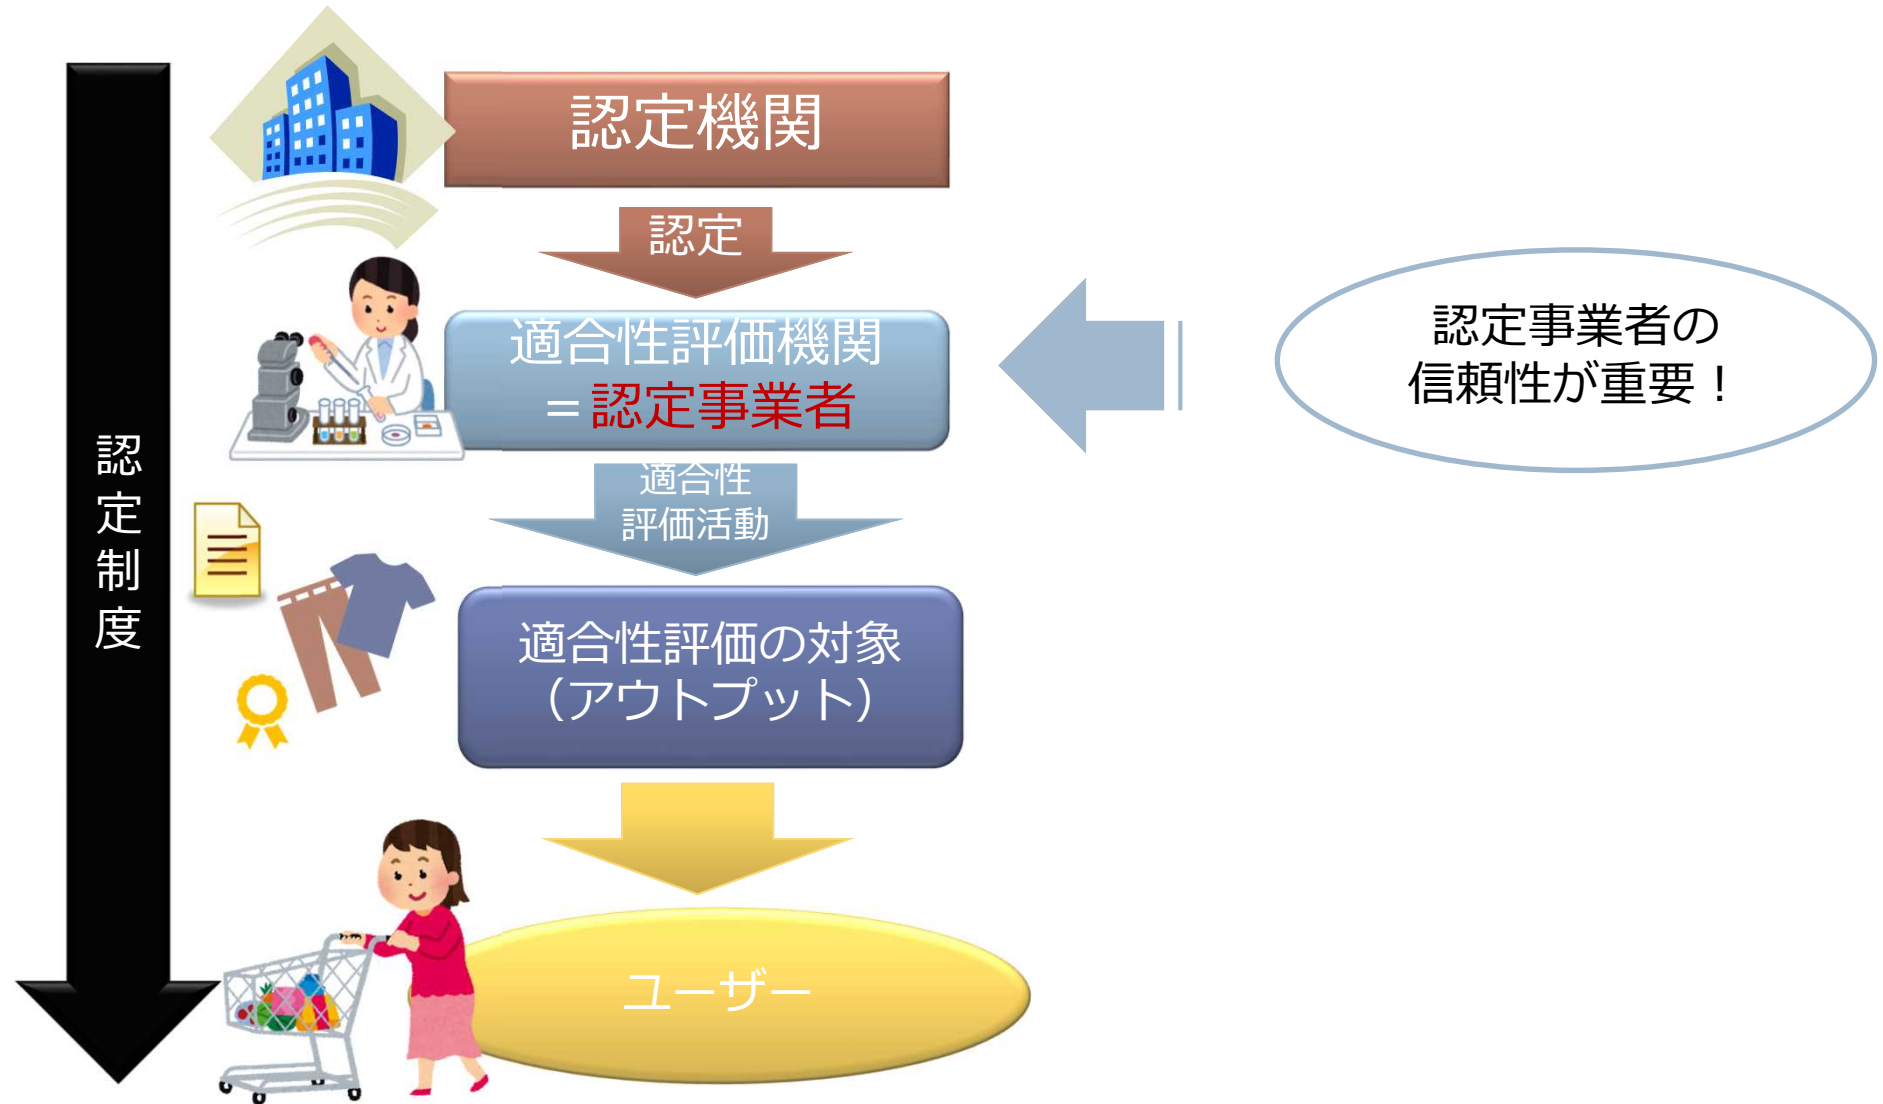 認定制度
認定機関
認定
適合性評価機関
＝認定事業者
適合性
評価活動
適合性評価の対象
（アウトプット）
ユーザー
認定事業者の
信頼性が重要！